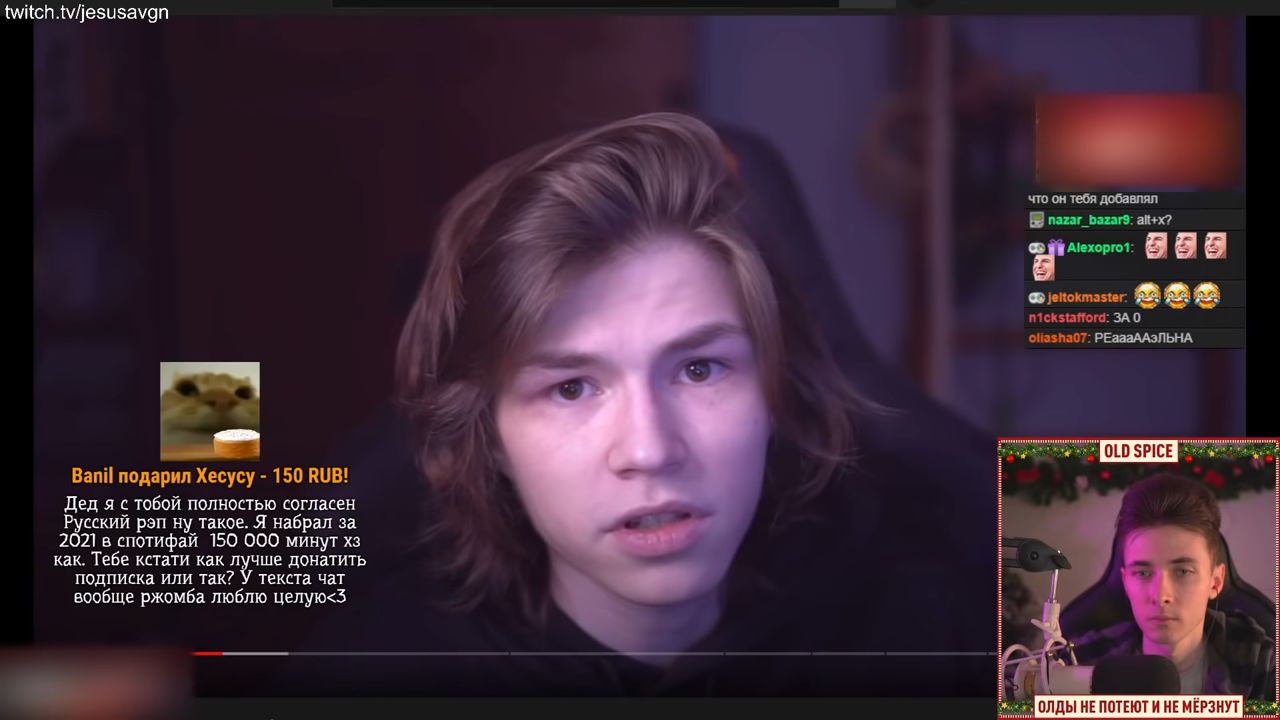 twitch.tv/jesusavgn
что он тебя добавлял
nazar_bazar9: alt+x?
Alexopro1:
jeltokmaster:
n1ckstafford: ЗА 0
oliasha07: РЕаааААэЛЬНА
Banil подарил Хесусу - 150 RUB!
Дед я с тобой полностью согласен
Русский рэп ну такое. Я набрал за
2021 в спотифай 150 000 минут хз
как. Тебе кстати как лучше донатить
подписка или так? У текста чат
вообще ржомба люблю целую<3
OLD SPICE
ОЛДЫ НЕ ПОТЕЮТ И НЕ МЁРЗНУТ